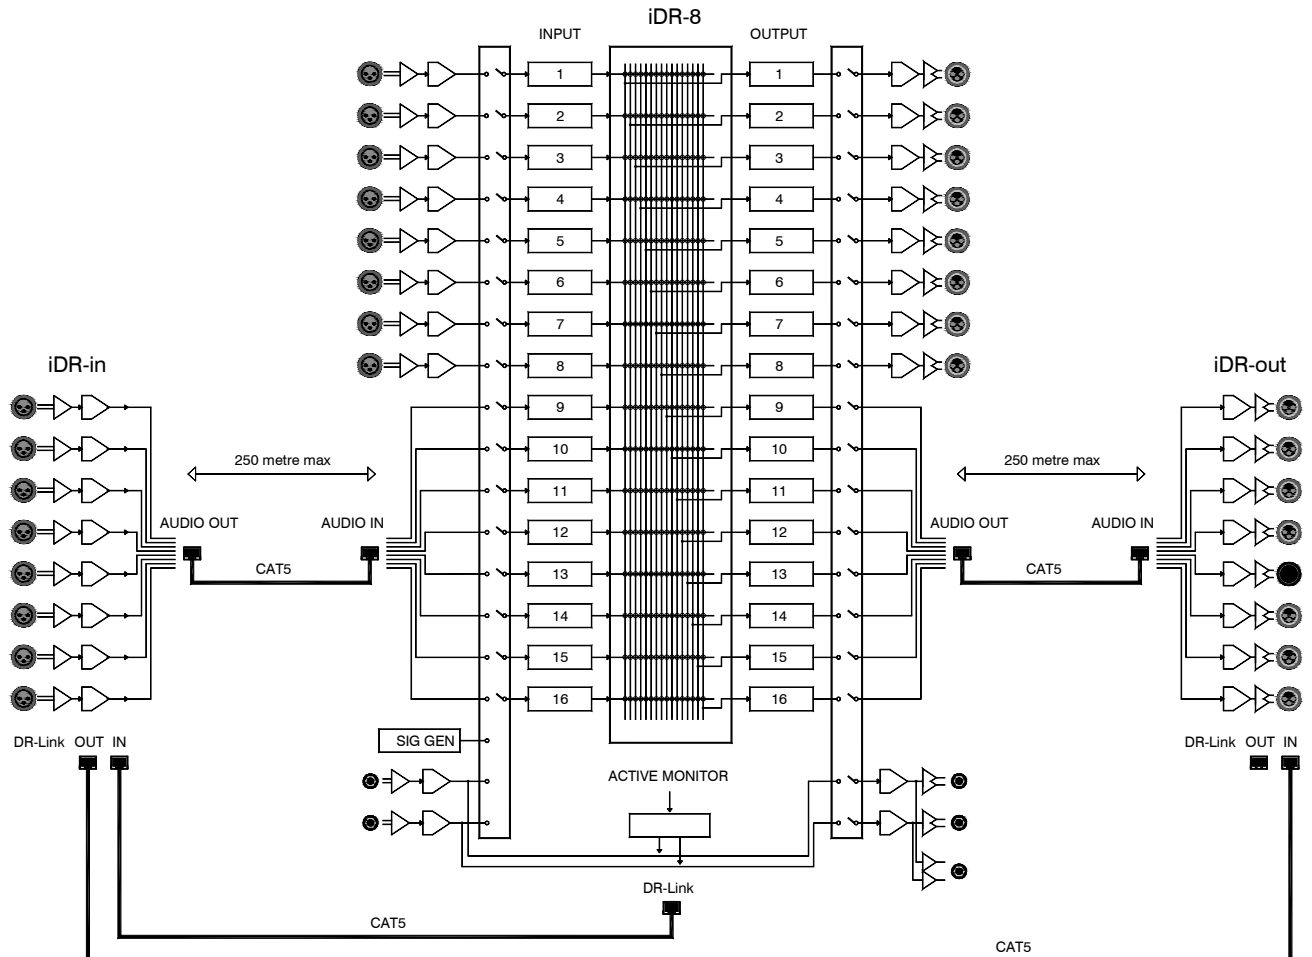 iDR-8
INPUT
OUTPUT
1
1
2
2
3
3
4
4
5
5
6
6
7
7
8
8
iDR-in
iDR-out
9
9
10
10
250 metre max
250 metre max
11
11
AUDIO OUT
AUDIO IN
12
12
AUDIO OUT
AUDIO IN
CAT5
13
13
CAT5
14
14
15
15
16
16
DR-Link OUT IN
SIG GEN
DR-Link OUT IN
ACTIVE MONITOR
DR-Link
CAT5
CAT5